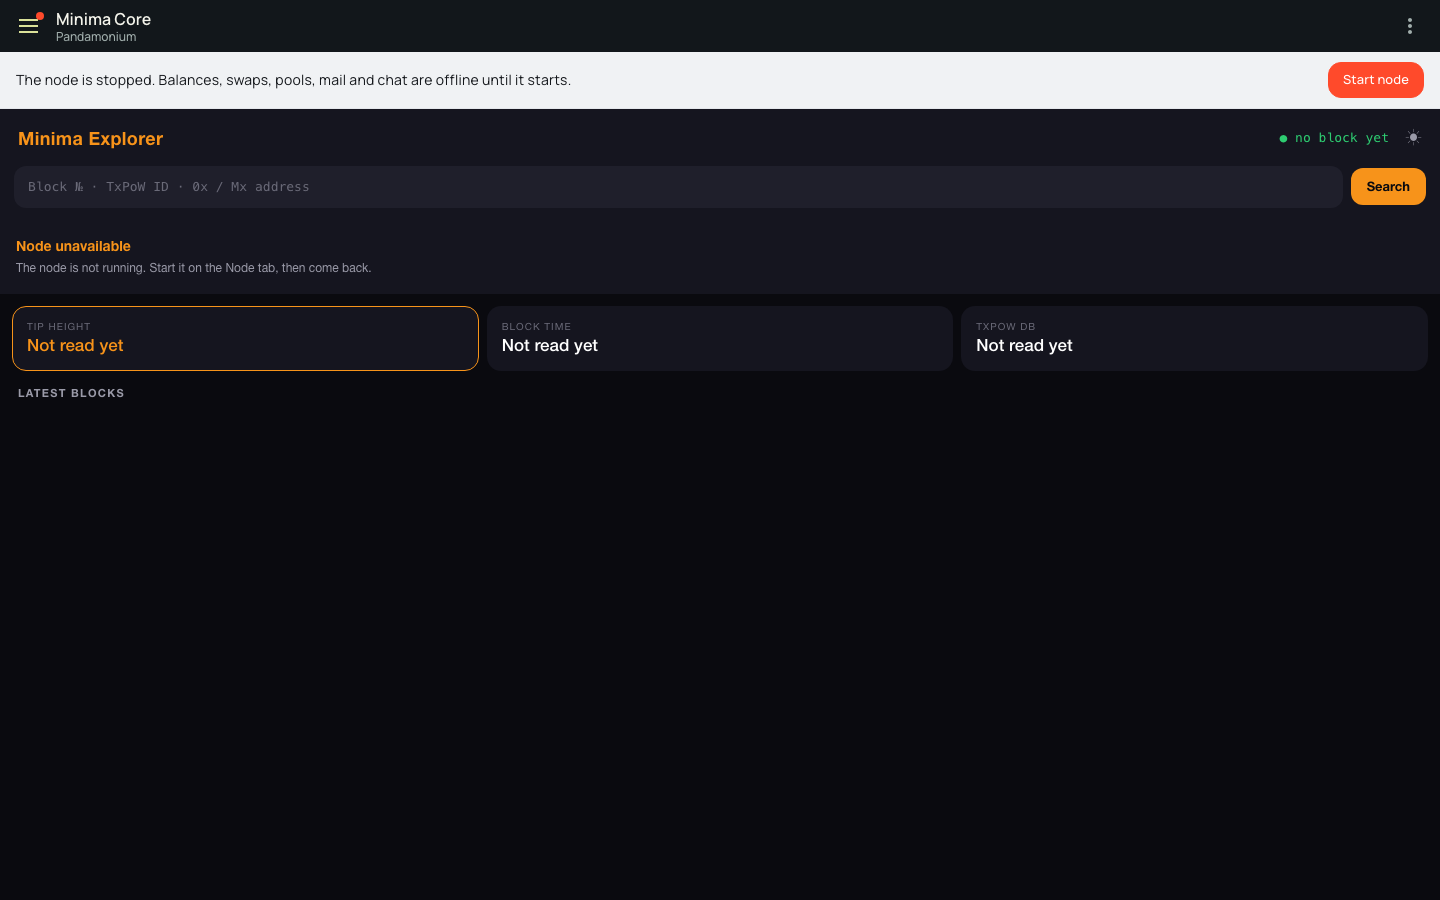 Minima Core
Pandamonium
The node is stopped. Balances, swaps, pools, mail and chat are offline until it starts.
Start node
Minima Explorer
● no block yet
Block № · TxPoW ID · 0x / Mx address
Search
Node unavailable
The node is not running. Start it on the Node tab, then come back.
TIP HEIGHT
Not read yet
BLOCK TIME
Not read yet
TXPOW DB
Not read yet
LATEST BLOCKS